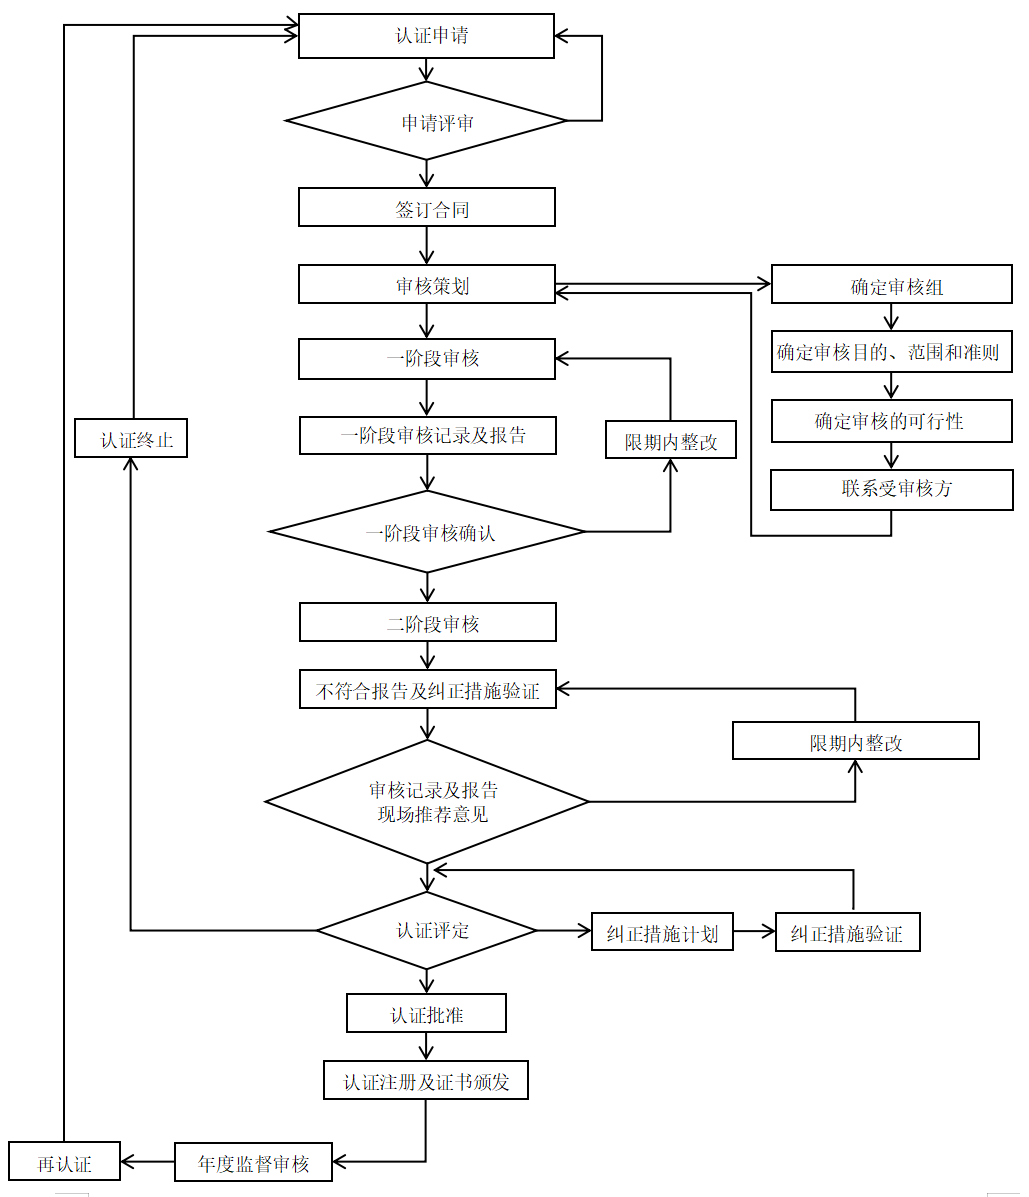 认证申请
申请评审
签订合同
审核策划
确定审核组
确定审核目的、范围和准则
一阶段审核
确定审核的可行性
认证终止
一阶段审核记录及报告
限期内整改
联系受审核方
一阶段审核确认
二阶段审核
不符合报告及纠正措施验证
限期内整改
审核记录及报告
现场推荐意见
认证评定
纠正措施计划
纠正措施验证
认证批准
认证注册及证书颁发
再认证
年度监督审核